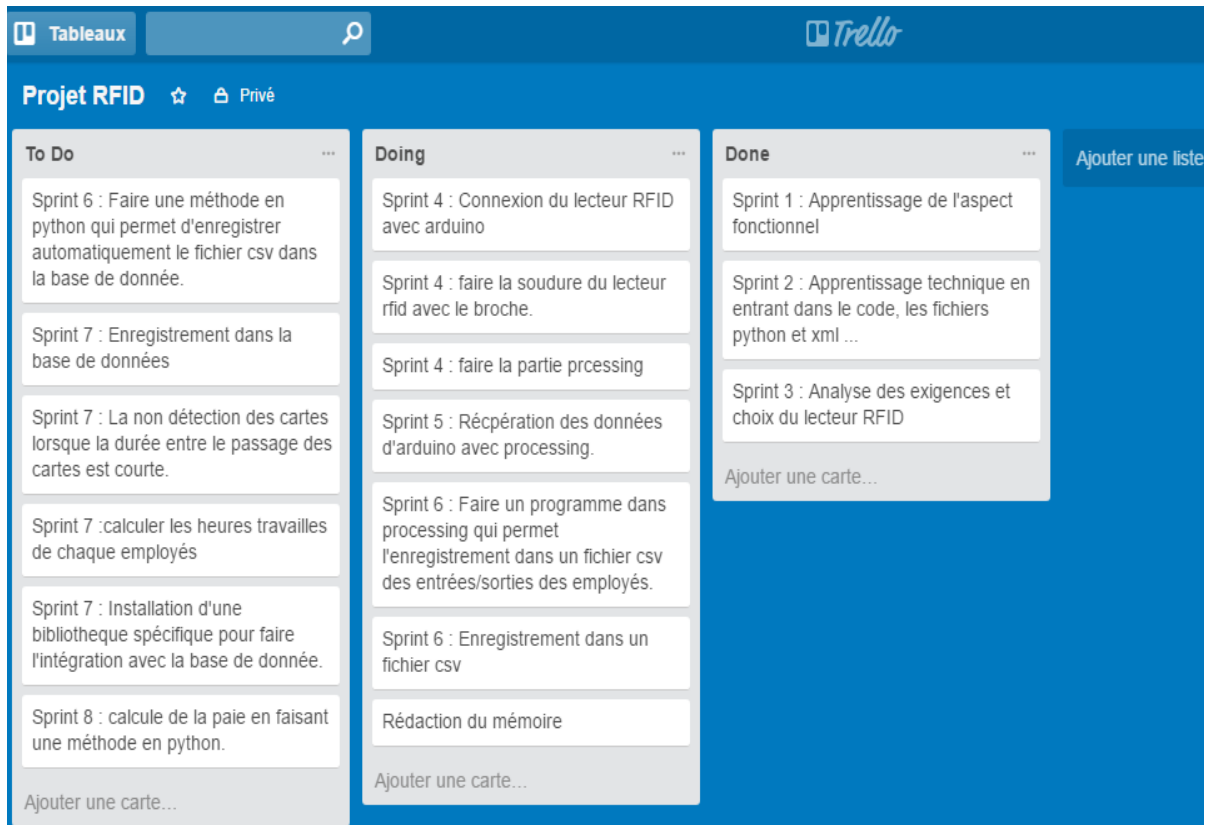 Tableaux
Trello
Projet RFID
Privé
To Do
Sprint 6 : Faire une méthode en
python qui permet d'enregistrer
automatiquement le fichier csv dans
la base de donnée.
Sprint 7 : Enregistrement dans la
base de données
Sprint 7 : La non détection des cartes
lorsque la durée entre le passage des
cartes est courte.
Sprint 7 :calculer les heures travailles
de chaque employés
Sprint 7 : Installation d'une
bibliotheque spécifique pour faire
l'intégration avec la base de donnée.
Sprint 8 : calcule de la paie en faisant
une méthode en python.
Ajouter une carte...
Doing
Sprint 4 : Connexion du lecteur RFID
avec arduino
Sprint 4 : faire la soudure du lecteur
rfid avec le broche.
Sprint 4 : faire la partie prcessing
Sprint 5 : Récpération des données
d'arduino avec processing.
Sprint 6 : Faire un programme dans
processing qui permet
l'enregistrement dans un fichier csv
des entrées/sorties des employés.
Sprint 6 : Enregistrement dans un
fichier csv
Rédaction du mémoire
Ajouter une carte...
Done
Sprint 1 : Apprentissage de l'aspect
fonctionnel
Sprint 2 : Apprentissage technique en
entrant dans le code, les fichiers
python et xml ...
Sprint 3 : Analyse des exigences et
choix du lecteur RFID
Ajouter une carte...
Ajouter une liste